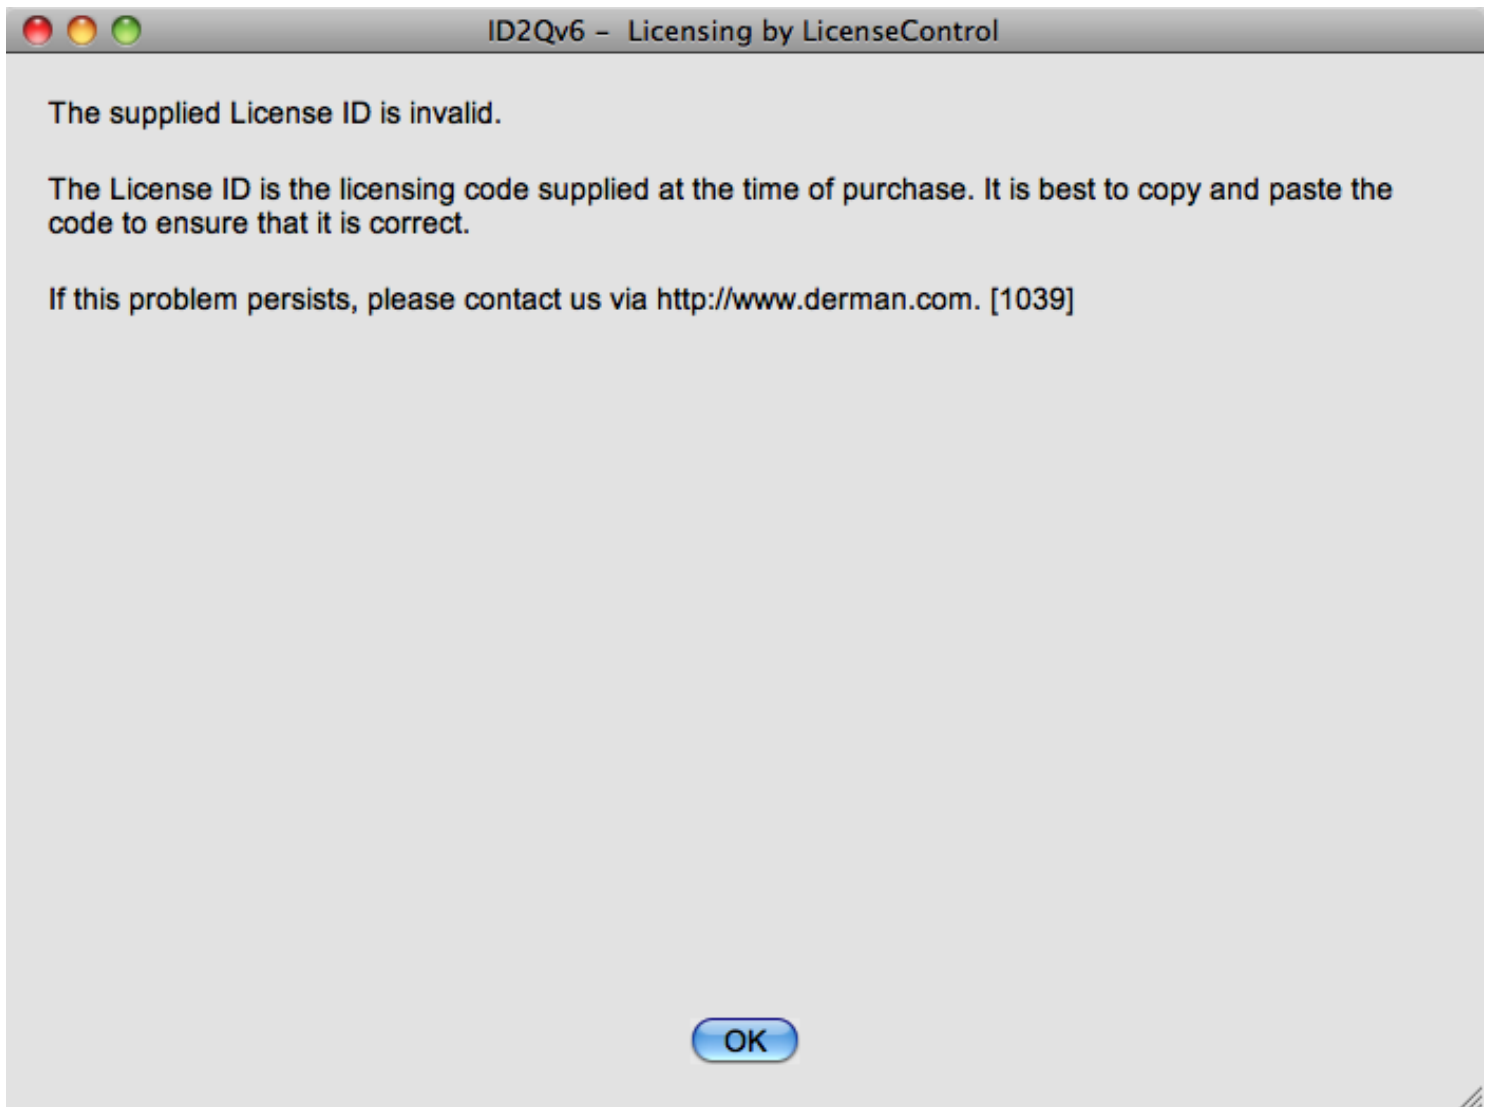 ID2Qv6 – Licensing by LicenseControl
The supplied License ID is invalid.
The License ID is the licensing code supplied at the time of purchase. It is best to copy and paste the
code to ensure that it is correct.
If this problem persists, please contact us via http://www.derman.com. [1039]
OK